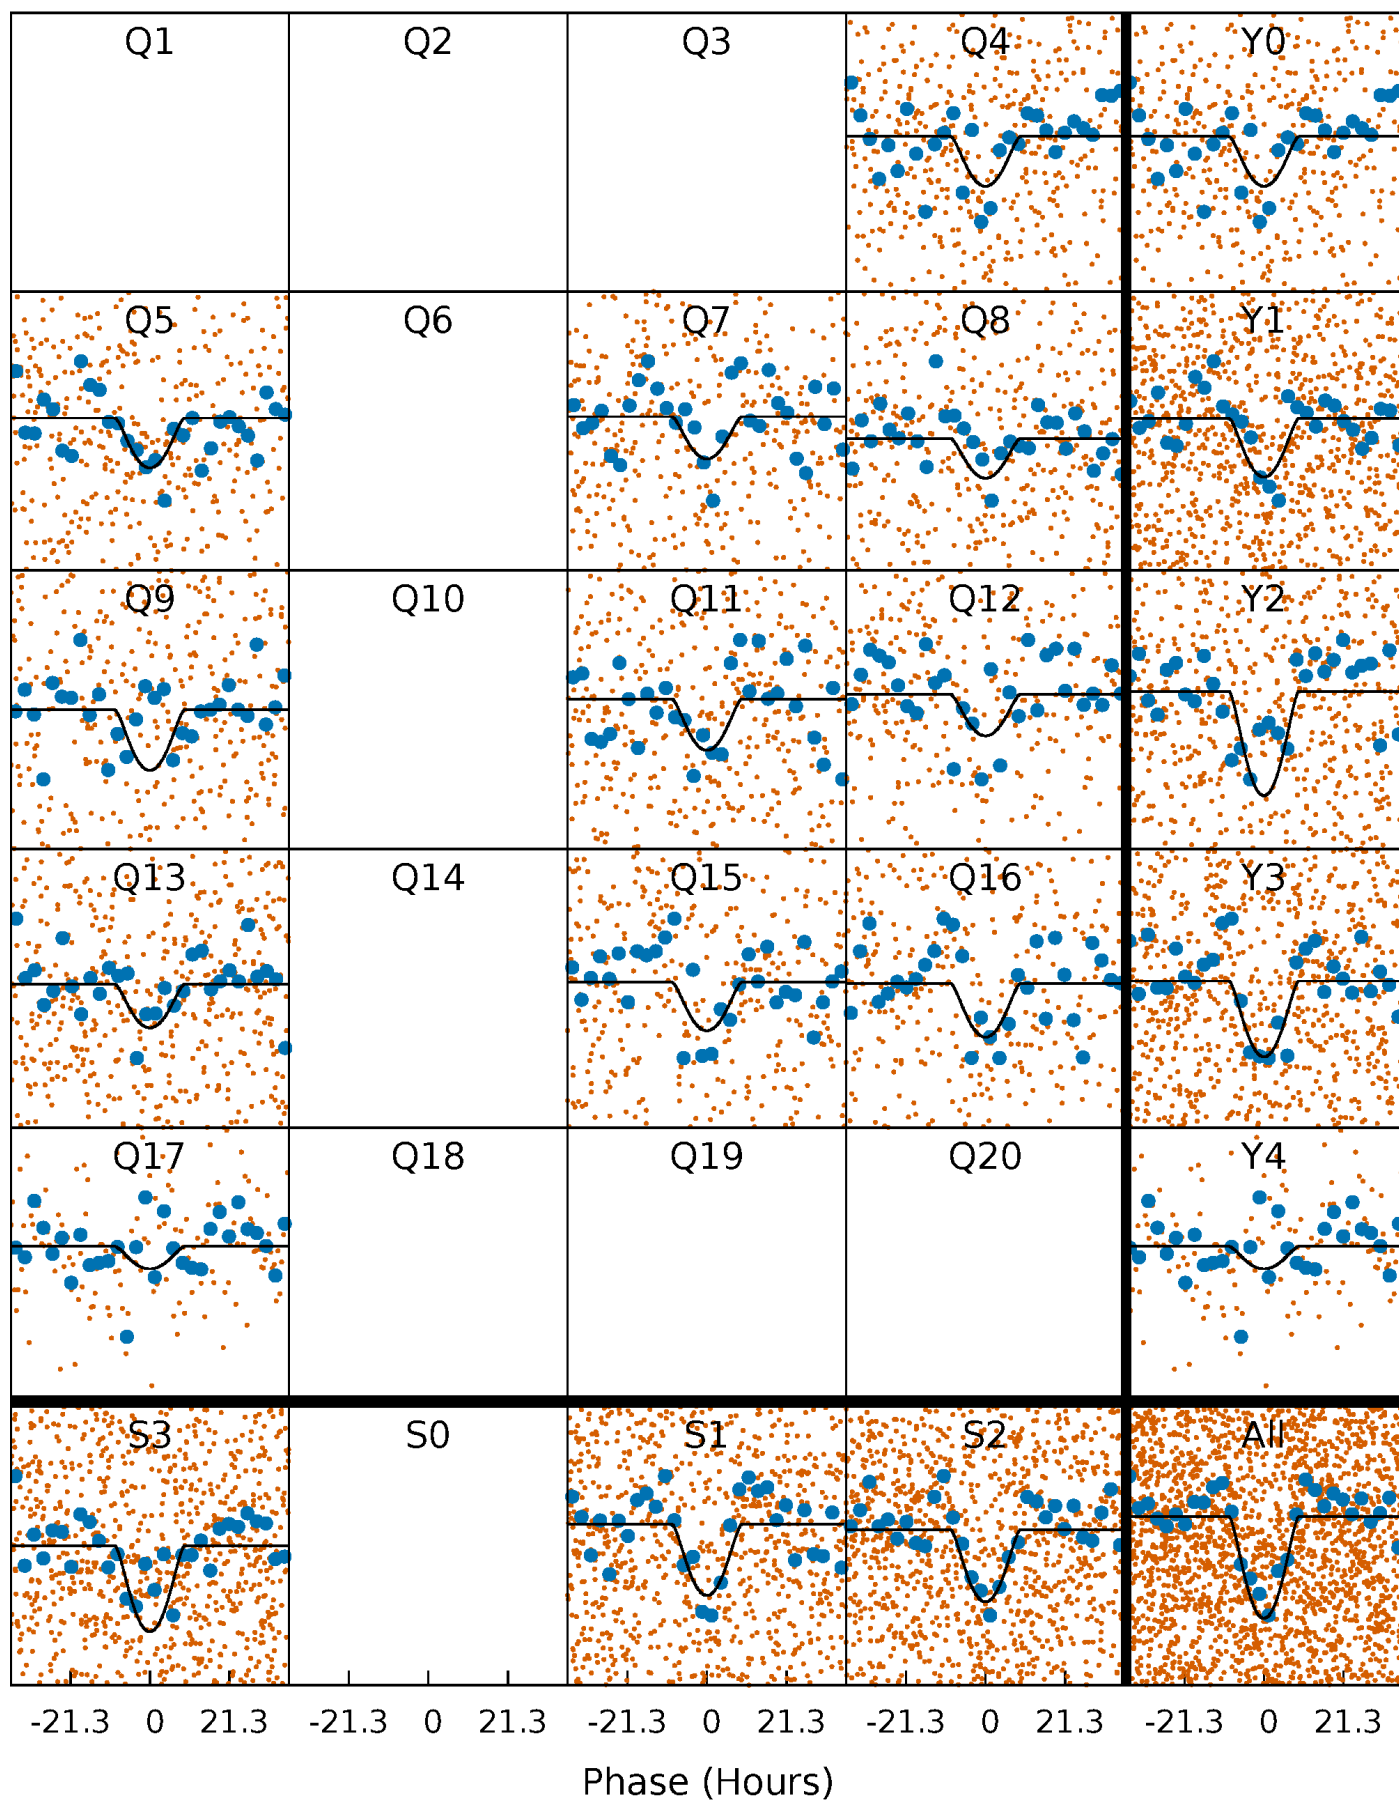 Q1 Q2 Q3 Q4 Y0
Q5 Q6 Q7 Q8 Y1
Q9 Q10 Q11 Q12 Y2
Q13 Q14 Q15 Q16 Y3
Q17 Q18 Q19 Q20 Y4
S3 S0 S1 S2 All
-21.3 0 21.3 -21.3 0 21.3 -21.3 0 21.3 -21.3 0 21.3 -21.3 0 21.3
Phase (Hours)